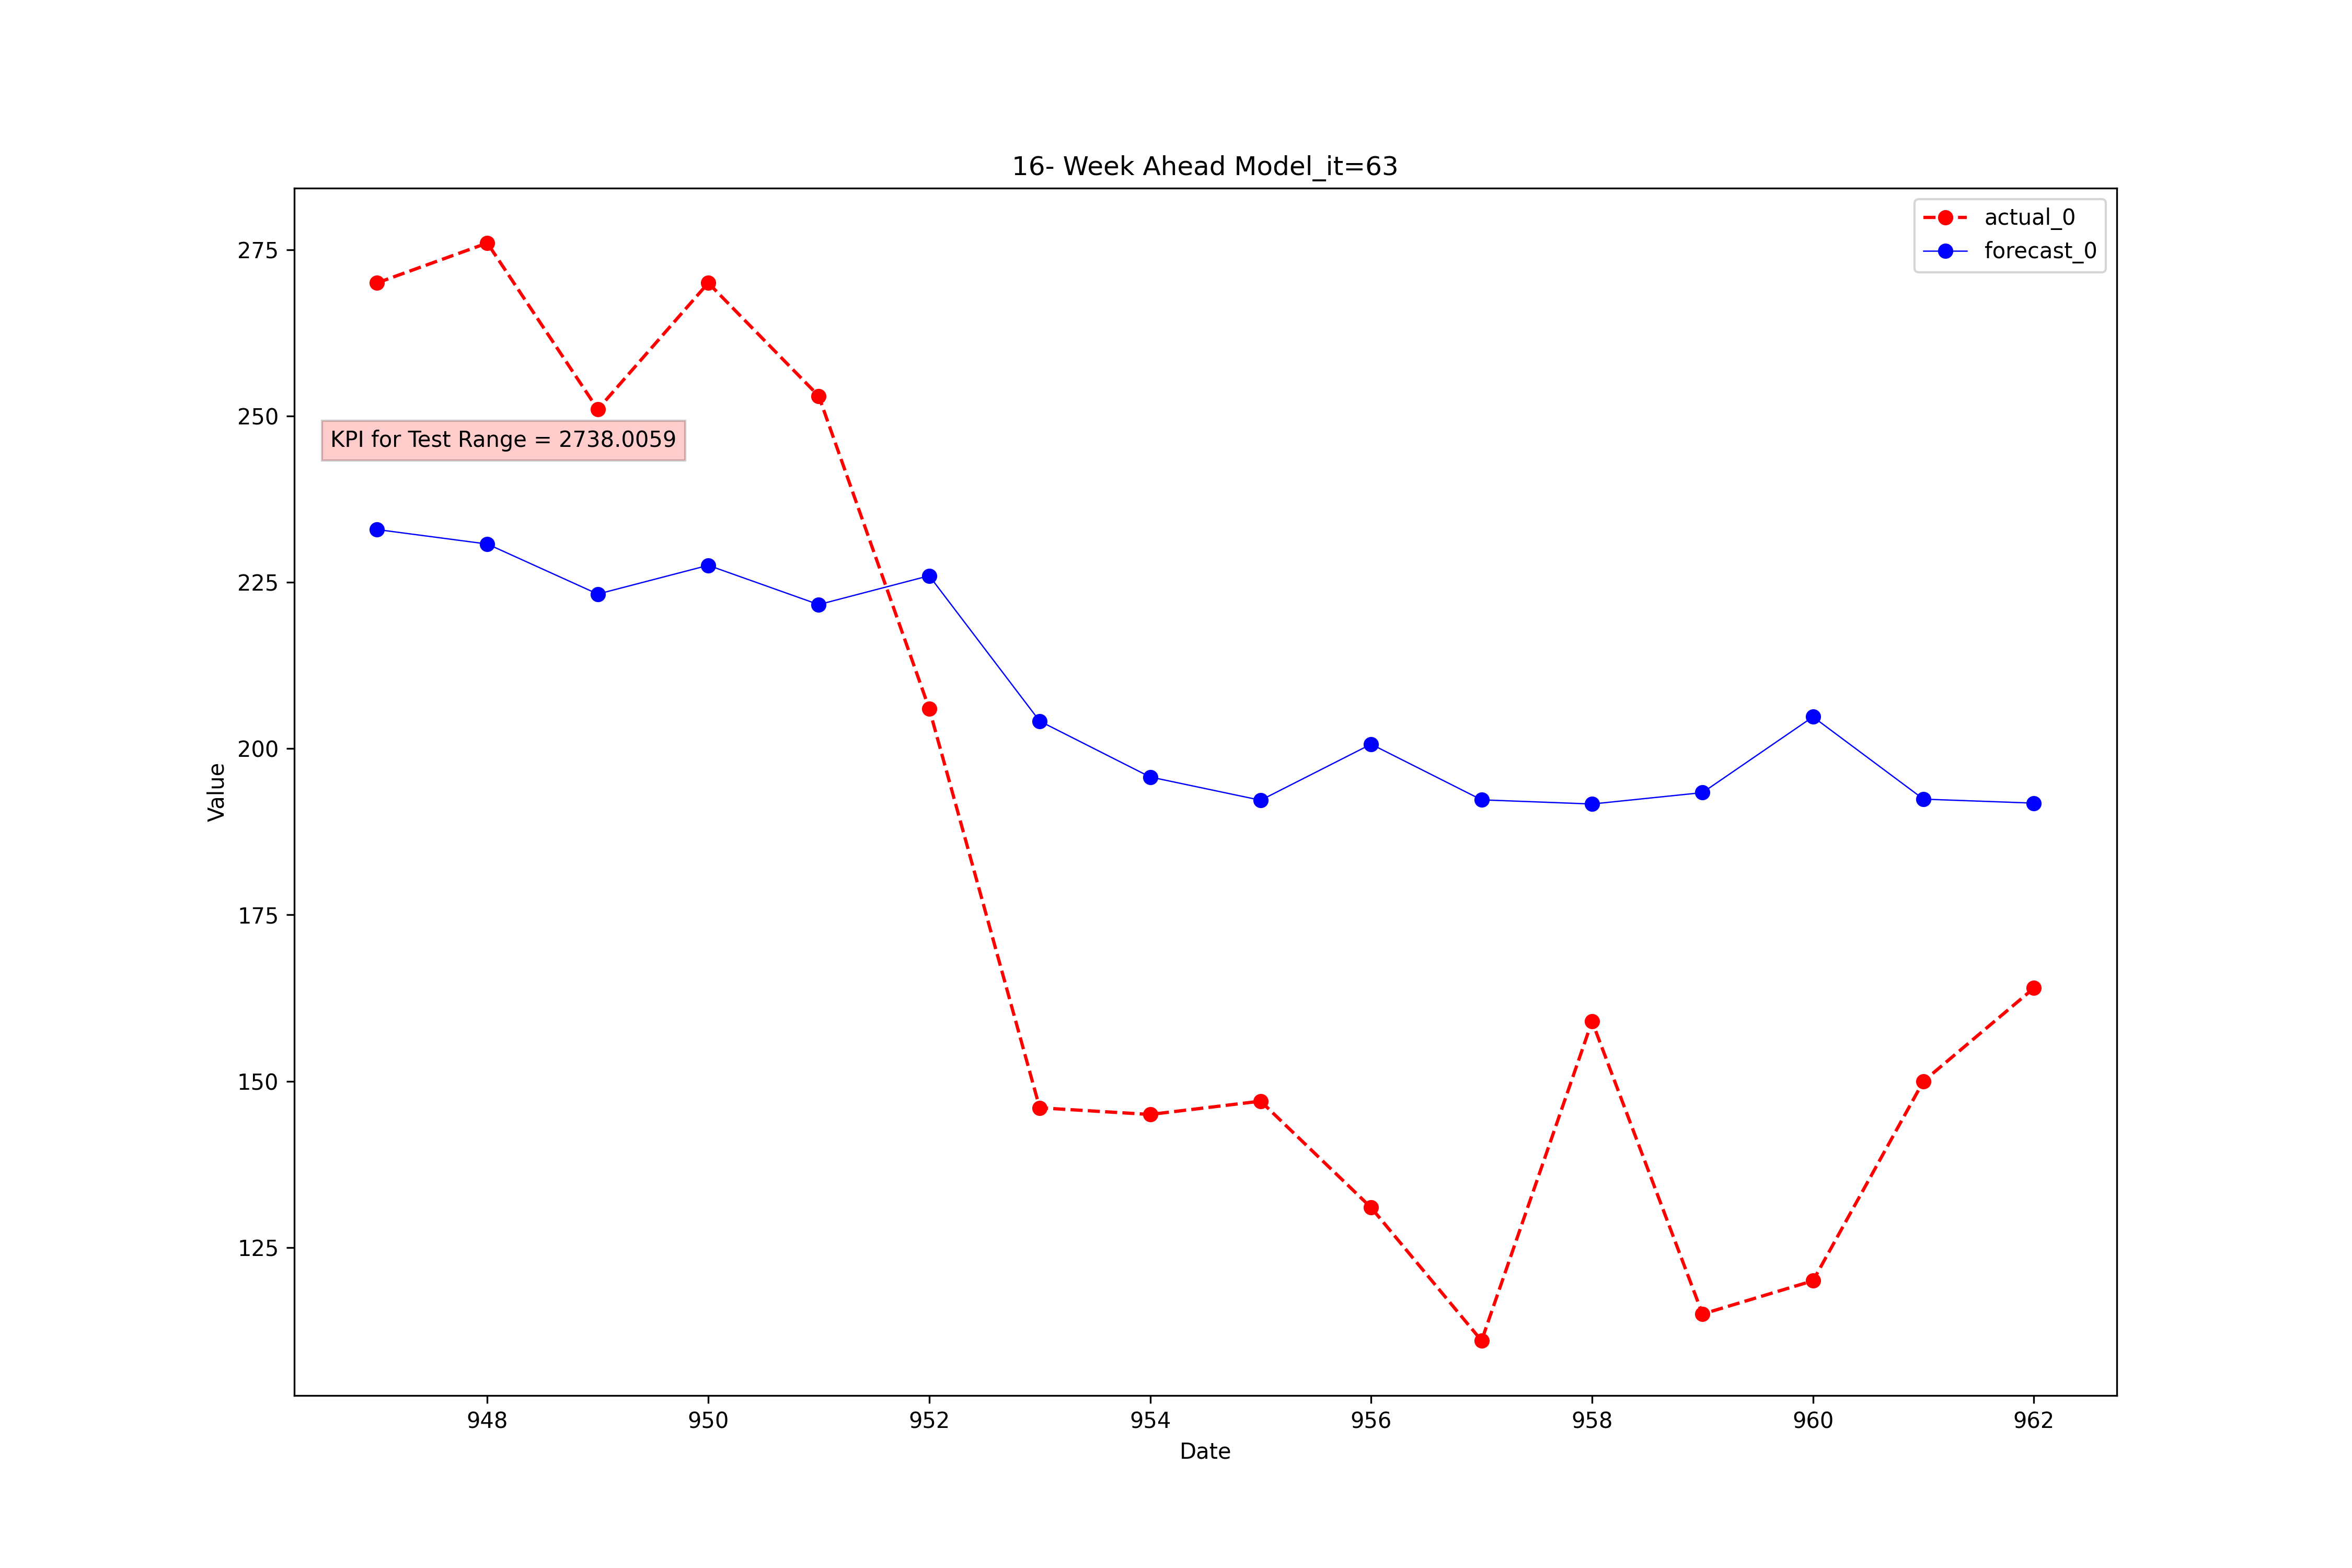 16- Week Ahead Model_it=63
actual_0
forecast_0
KPI for Test Range = 2738.0059
Value
275
250
225
200
175
150
125
948 950 952 954 956 958 960 962
Date